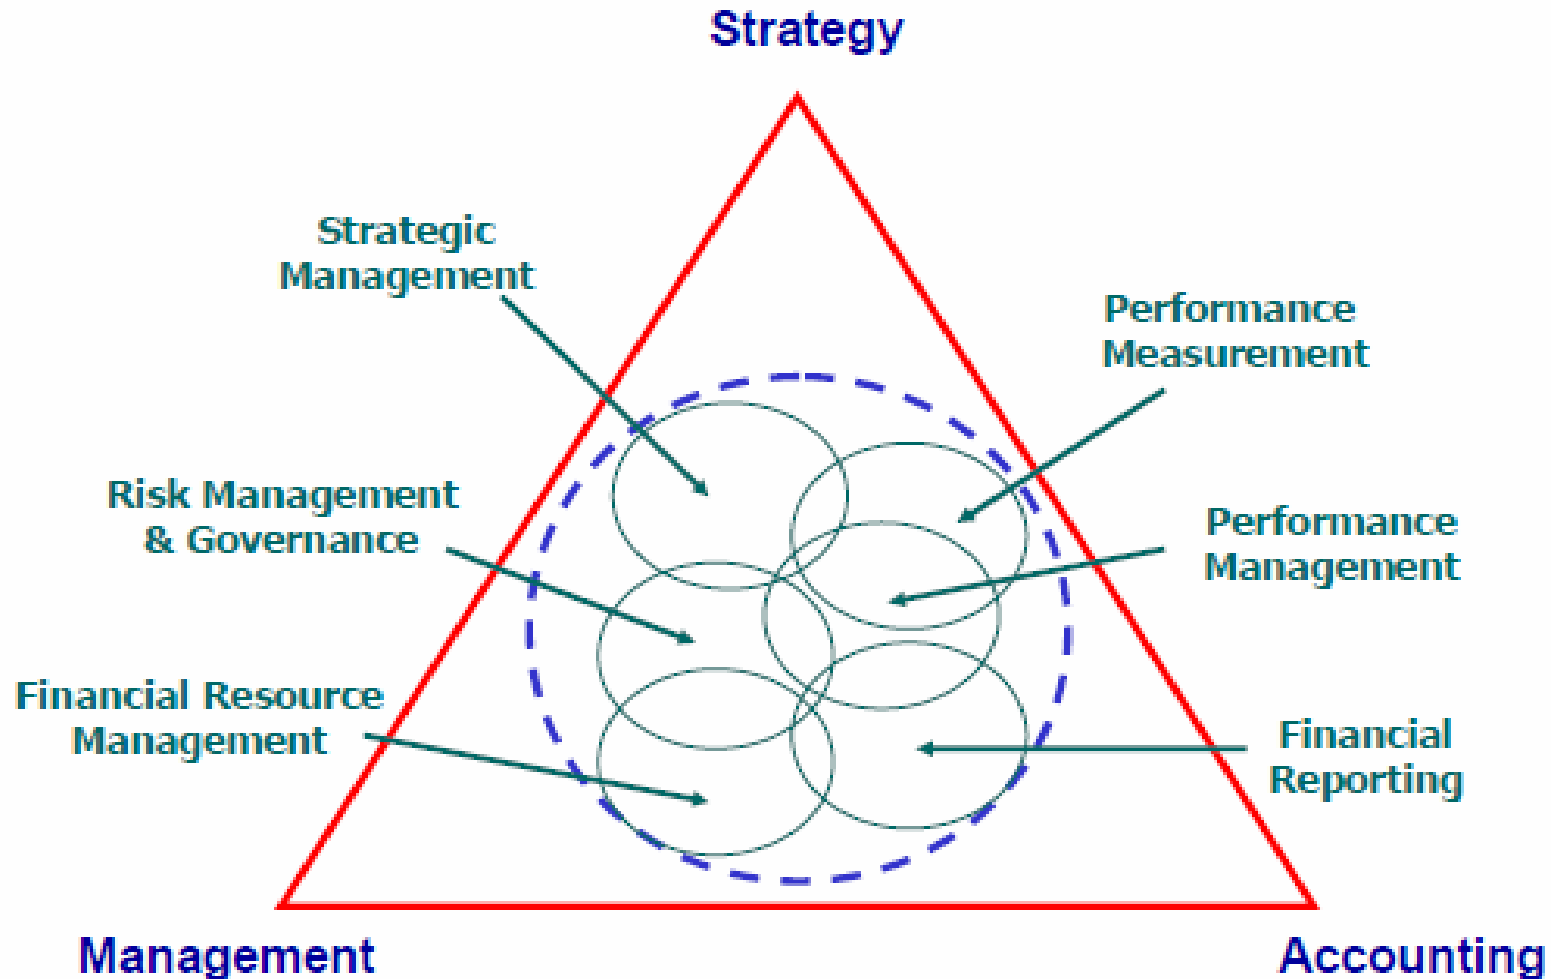 Strategy
Strategic
Management
Performance
Measurement
Risk Management
& Governance
Performance
Management
Financial Resource
Management
Financial
Reporting
Management
Accounting